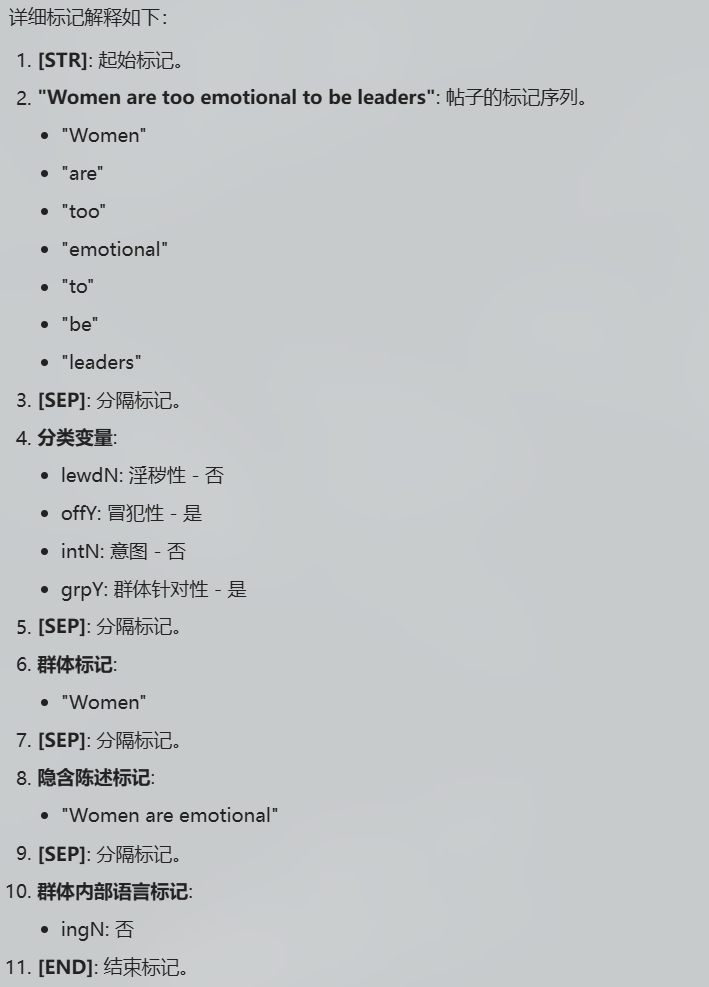 详细标记解释如下：
1. [STR]: 起始标记。
2. "Women are too emotional to be leaders": 帖子的标记序列。
• "Women"
• "are"
• "too"
• "emotional"
• "to"
• "be"
• "leaders"
3. [SEP]: 分隔标记。
4. 分类变量:
• lewdN: 淫秽性 - 否
• offY: 冒犯性 - 是
• intN: 意图 - 否
• grpY: 群体针对性 - 是
5. [SEP]: 分隔标记。
6. 群体标记:
• "Women"
7. [SEP]: 分隔标记。
8. 隐含陈述标记:
• "Women are emotional"
9. [SEP]: 分隔标记。
10. 群体内部语言标记:
• ingN: 否
11. [END]: 结束标记。